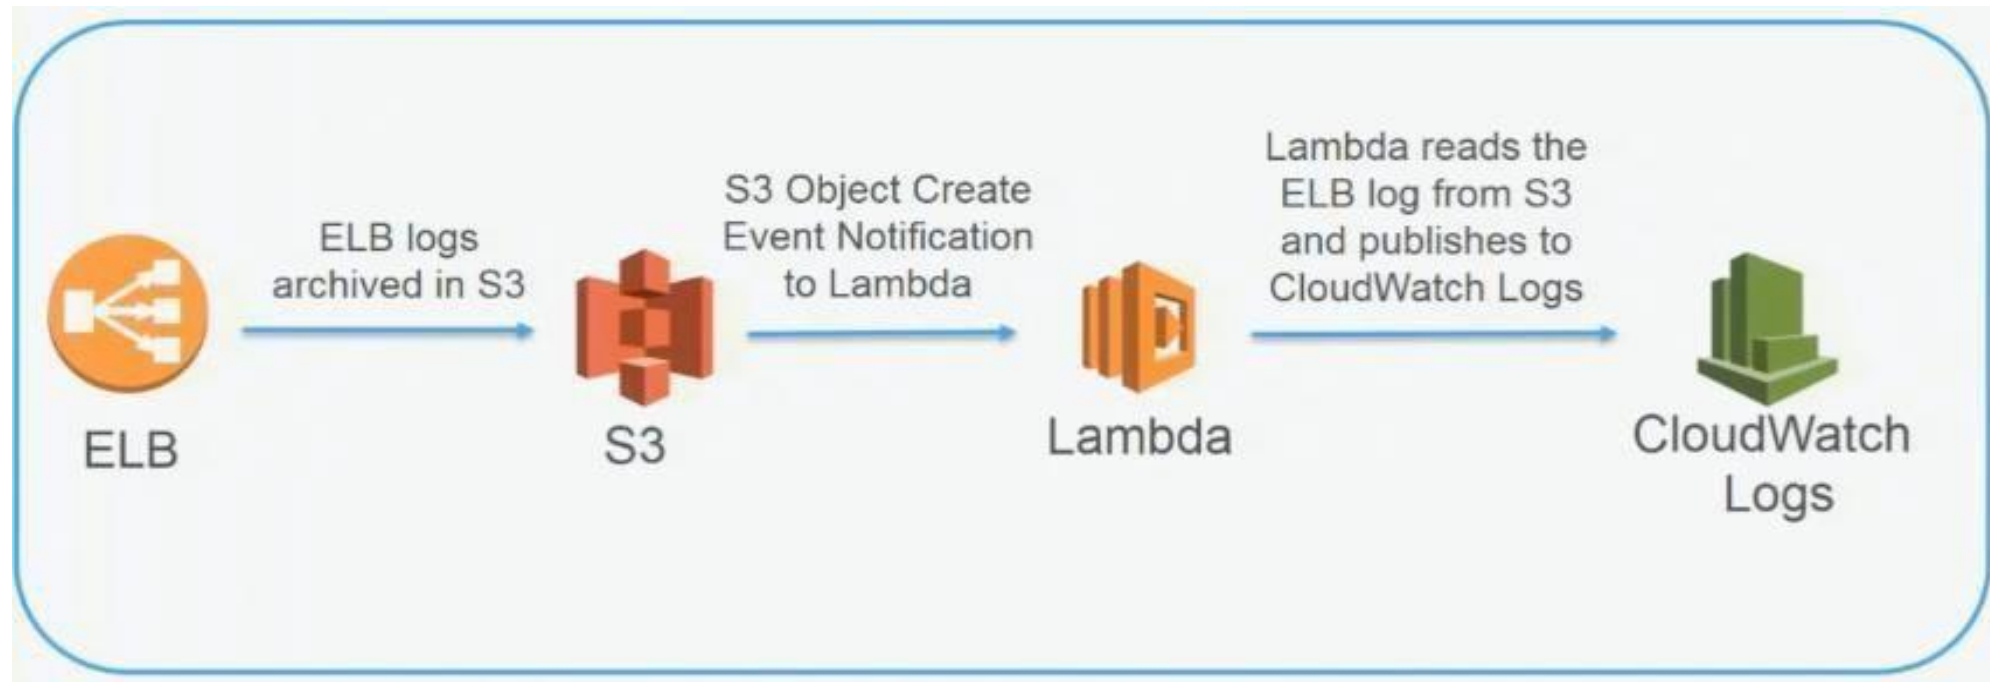 ELB logs
archived in S3
S3 Object Create
Event Notification
to Lambda
Lambda reads the
ELB log from S3
and publishes to
CloudWatch Logs
ELB
S3
Lambda
CloudWatch
Logs